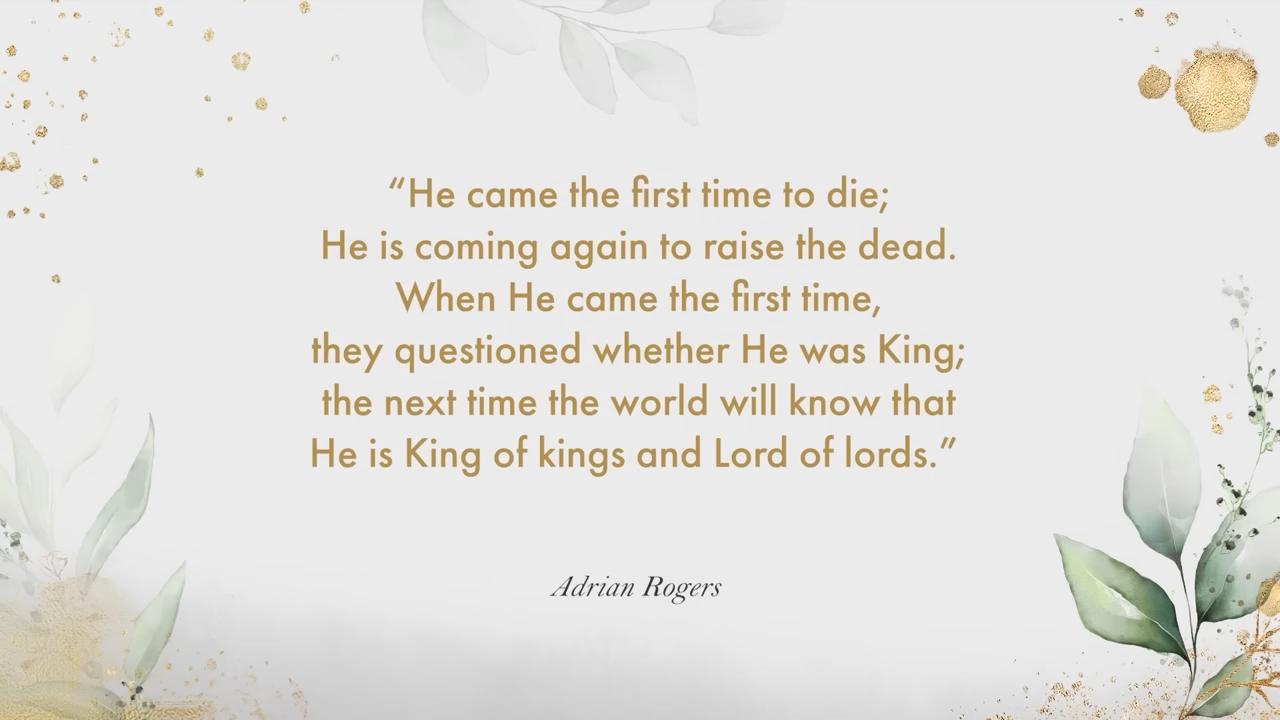 “He came the first time to die;
He is coming again to raise the dead.
When He came the first time,
they questioned whether He was King;
the next time the world will know that
He is King of kings and Lord of lords.”
Adrian Rogers